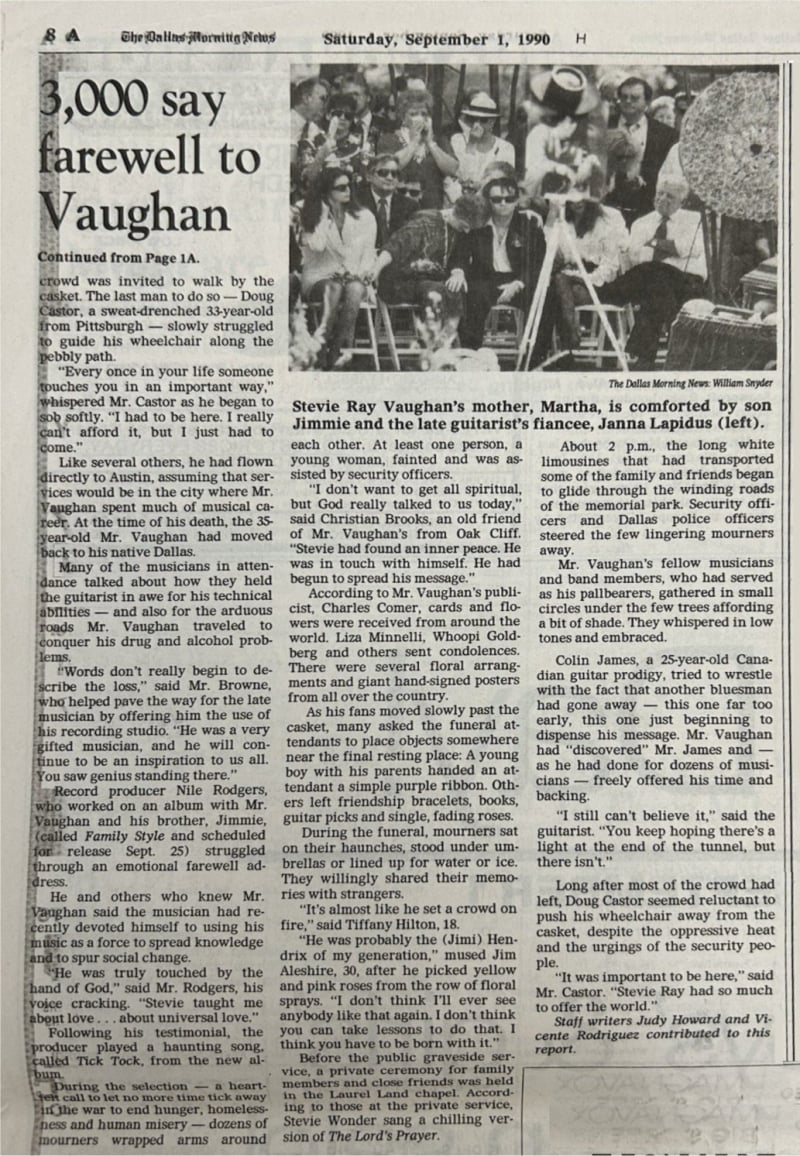 8 A
The Dallas Morning News
Saturday, September 1, 1990
H
3,000 say
farewell to
Vaughan
Continued from Page 1A.
crowd was invited to walk by the
casket. The last man to do so — Doug
Castor, a sweat-drenched 33-year-old
from Pittsburgh — slowly struggled
to guide his wheelchair along the
pebbly path.
"Every once in your life someone
touches you in an important way,"
whispered Mr. Castor as he began to
sob softly. "I had to be here. I really
can't afford it, but I just had to
come."
Like several others, he had flown
directly to Austin, assuming that ser-
vices would be in the city where Mr.
Vaughan spent much of musical ca-
reer. At the time of his death, the 35-
year-old Mr. Vaughan had moved
back to his native Dallas.
Many of the musicians in atten-
dance talked about how they held
the guitarist in awe for his technical
abilities — and also for the arduous
roads Mr. Vaughan traveled to
conquer his drug and alcohol prob-
lems.
"Words don't really begin to de-
scribe the loss," said Mr. Browne,
who helped pave the way for the late
musician by offering him the use of
his recording studio. "He was a very
gifted musician, and he will con-
tinue to be an inspiration to us all.
You saw genius standing there."
Record producer Nile Rodgers,
who worked on an album with Mr.
Vaughan and his brother, Jimmie,
(called Family Style and scheduled
for release Sept. 25) struggled
through an emotional farewell ad-
dress.
He and others who knew Mr.
Vaughan said the musician had re-
cently devoted himself to using his
music as a force to spread knowledge
and to spur social change.
"He was truly touched by the
hand of God," said Mr. Rodgers, his
voice cracking. "Stevie taught me
about love . . . about universal love."
Following his testimonial, the
producer played a haunting song,
called Tick Tock, from the new al-
bum.
During the selection — a heart-
felt call to let no more time tick away
in the war to end hunger, homeless-
ness and human misery — dozens of
mourners wrapped arms around
The Dallas Morning News: William Snyder
Stevie Ray Vaughan's mother, Martha, is comforted by son
Jimmie and the late guitarist's fiancee, Janna Lapidus (left).
each other. At least one person, a
young woman, fainted and was as-
sisted by security officers.
"I don't want to get all spiritual,
but God really talked to us today,"
said Christian Brooks, an old friend
of Mr. Vaughan's from Oak Cliff.
"Stevie had found an inner peace. He
was in touch with himself. He had
begun to spread his message."
According to Mr. Vaughan's publi-
cist, Charles Comer, cards and flo-
wers were received from around the
world. Liza Minnelli, Whoopi Gold-
berg and others sent condolences.
There were several floral arrang-
ments and giant hand-signed posters
from all over the country.
As his fans moved slowly past the
casket, many asked the funeral at-
tendants to place objects somewhere
near the final resting place: A young
boy with his parents handed an at-
tendant a simple purple ribbon. Oth-
ers left friendship bracelets, books,
guitar picks and single, fading roses.
During the funeral, mourners sat
on their haunches, stood under um-
brellas or lined up for water or ice.
They willingly shared their memo-
ries with strangers.
"It's almost like he set a crowd on
fire," said Tiffany Hilton, 18.
"He was probably the (Jimi) Hen-
drix of my generation," mused Jim
Aleshire, 30, after he picked yellow
and pink roses from the row of floral
sprays. "I don't think I'll ever see
anybody like that again. I don't think
you can take lessons to do that. I
think you have to be born with it."
Before the public graveside ser-
vice, a private ceremony for family
members and close friends was held
in the Laurel Land chapel. Accord-
ing to those at the private service,
Stevie Wonder sang a chilling ver-
sion of The Lord's Prayer.
About 2 p.m., the long white
limousines that had transported
some of the family and friends began
to glide through the winding roads
of the memorial park. Security offi-
cers and Dallas police officers
steered the few lingering mourners
away.
Mr. Vaughan's fellow musicians
and band members, who had served
as his pallbearers, gathered in small
circles under the few trees affording
a bit of shade. They whispered in low
tones and embraced.
Colin James, a 25-year-old Cana-
dian guitar prodigy, tried to wrestle
with the fact that another bluesman
had gone away — this one far too
early, this one just beginning to
dispense his message. Mr. Vaughan
had "discovered" Mr. James and —
as he had done for dozens of musi-
cians — freely offered his time and
backing.
"I still can't believe it," said the
guitarist. "You keep hoping there's a
light at the end of the tunnel, but
there isn't."
Long after most of the crowd had
left, Doug Castor seemed reluctant to
push his wheelchair away from the
casket, despite the oppressive heat
and the urgings of the security peo-
ple.
"It was important to be here," said
Mr. Castor. "Stevie Ray had so much
to offer the world."
Staff writers Judy Howard and Vi-
cente Rodriguez contributed to this
report.